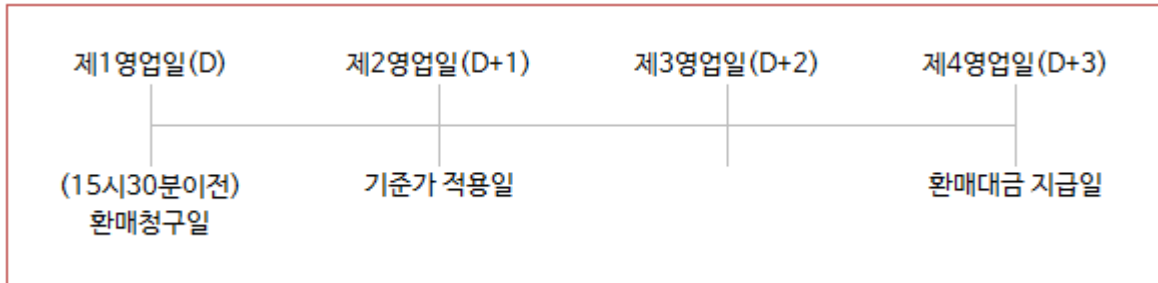 제1영업일(D) 제2영업일(D+1) 제3영업일(D+2) 제4영업일(D+3)
(15시30분이전) 기준가 적용일 환매대금 지급일
환매청구일